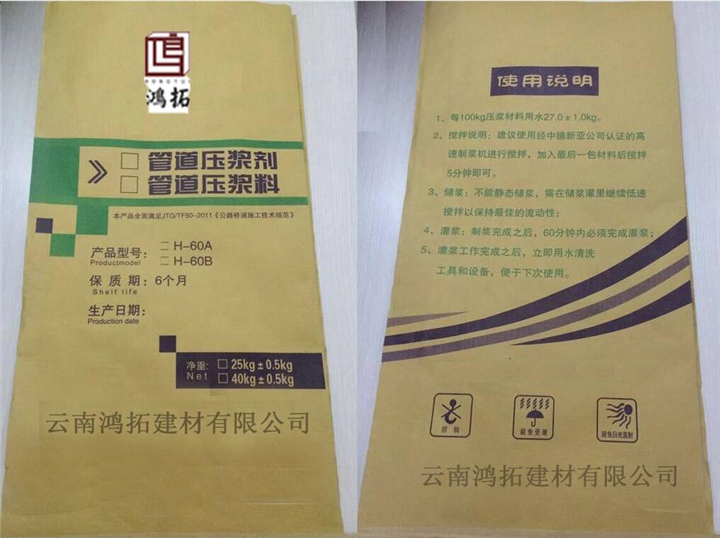 鸿拓
管道压浆剂
管道压浆料
本产品全面满足JTG/TF50-2011《公路桥涵施工技术规范》
产品型号: H-60A
Productmodel H-60B
保质期: 6个月
Shelf life
生产日期:
Production date
净重: 25kg±0.5kg
Net 40kg±0.5kg
云南鸿拓建材有限公司
使用说明
1、每100kg压浆材料用水27.0±1.0kg。
2、搅拌说明: 建议使用经中德新亚公司认证的高
速制浆机进行搅拌，加入最后一包材料后搅拌
5分钟即可。
3、储浆: 不能静态储浆，需在储浆灌里继续低速
搅拌以保持最佳的流动性;
4、灌浆: 制浆完成之后，60分钟内必须完成灌浆;
5、灌浆工作完成之后，立即用水清洗
工具和设备，便于下次使用。
避免受潮
避免日光直射
云南鸿拓建材有限公司